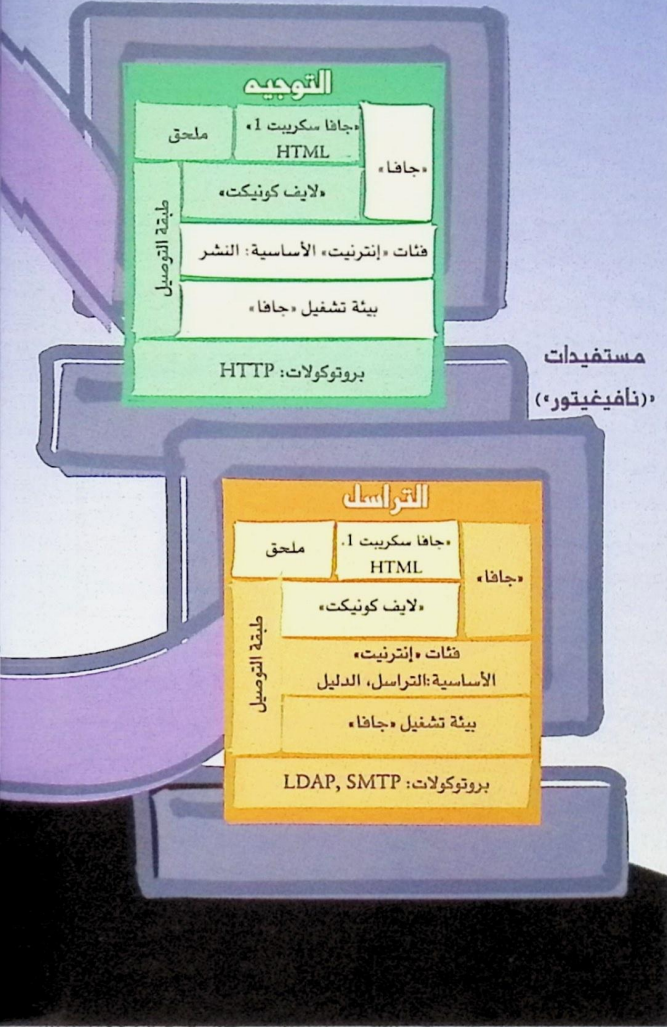 التوجيه
«جافا»
«جافا سكريبت 1»
HTML
ملحق
«لايف كونيكت»
طبقة التوصيل
فئات «إنترنيت» الأساسية: النشر
بيئة تشغيل «جافا»
بروتوكولات: HTTP
مستفيدات
«(نافيغيتور»)
التراسل
«جافا»
«جافا سكريبت 1.
HTML
ملحق
«لايف كونيكت»
طبقة التوصيل
فئات «إنترنيت»
الأساسية:التراسل، الدليل
بيئة تشغيل «جافا»
بروتوكولات: LDAP, SMTP